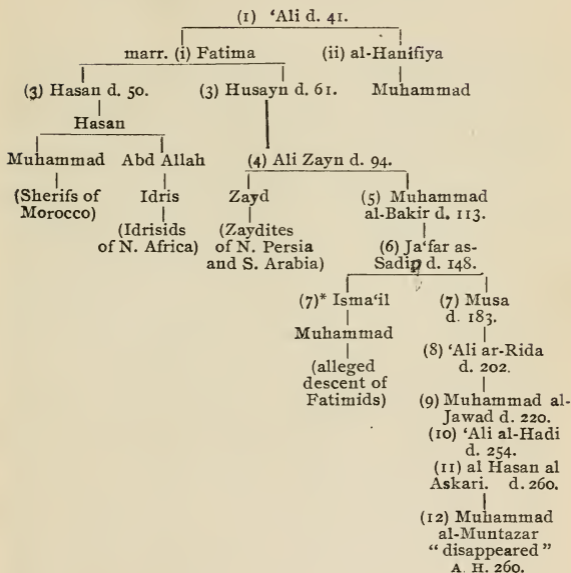 (1) ‘Ali d. 41.
marr. (i) Fatima (ii) al-Hanifiya
(3) Hasan d. 50. (3) Husayn d. 61. Muhammad
Hasan
Muhammad Abd Allah (4) Ali Zayn d. 94.
(Sherifs of Idris Zayd (5) Muhammad
Morocco) (Idrisids (Zaydites al-Bakir d. 113.
of N. Africa) of N. Persia (6) Ja‘far as-
and S. Arabia) Sadip d. 148.
(7)* Isma‘il (7) Musa
d. 183.
Muhammad
(8) ‘Ali ar-Rida
(alleged d. 202.
descent of
Fatimids) (9) Muhammad al-
Jawad d. 220.
(10) ‘Ali al-Hadi
d. 254.
(11) al Hasan al
Askari. d. 260.
(12) Muhammad
al-Muntazar
“disappeared”
A. H. 260.